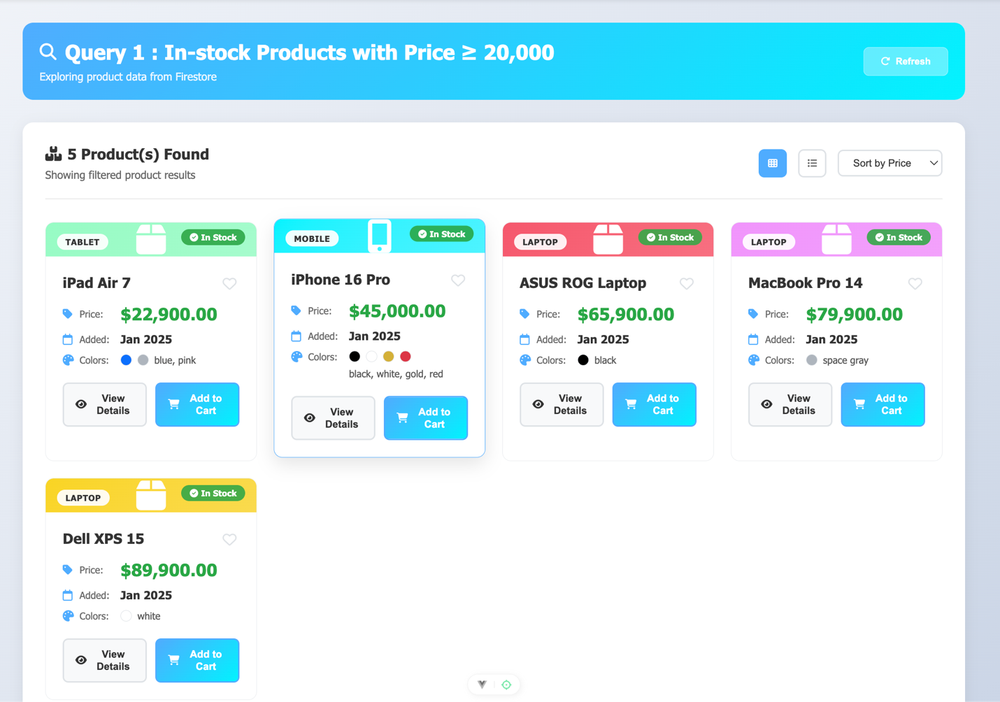 Query 1 : In-stock Products with Price ≥ 20,000
Exploring product data from Firestore
Refresh
5 Product(s) Found
Showing filtered product results
Sort by Price
TABLET
In Stock
iPad Air 7
Price: $22,900.00
Added: Jan 2025
Colors: blue, pink
View
Details
Add to
Cart
MOBILE
In Stock
iPhone 16 Pro
Price: $45,000.00
Added: Jan 2025
Colors:
black, white, gold, red
View
Details
Add to
Cart
LAPTOP
In Stock
ASUS ROG Laptop
Price: $65,900.00
Added: Jan 2025
Colors: black
View
Details
Add to
Cart
LAPTOP
In Stock
MacBook Pro 14
Price: $79,900.00
Added: Jan 2025
Colors: space gray
View
Details
Add to
Cart
LAPTOP
In Stock
Dell XPS 15
Price: $89,900.00
Added: Jan 2025
Colors: white
View
Details
Add to
Cart